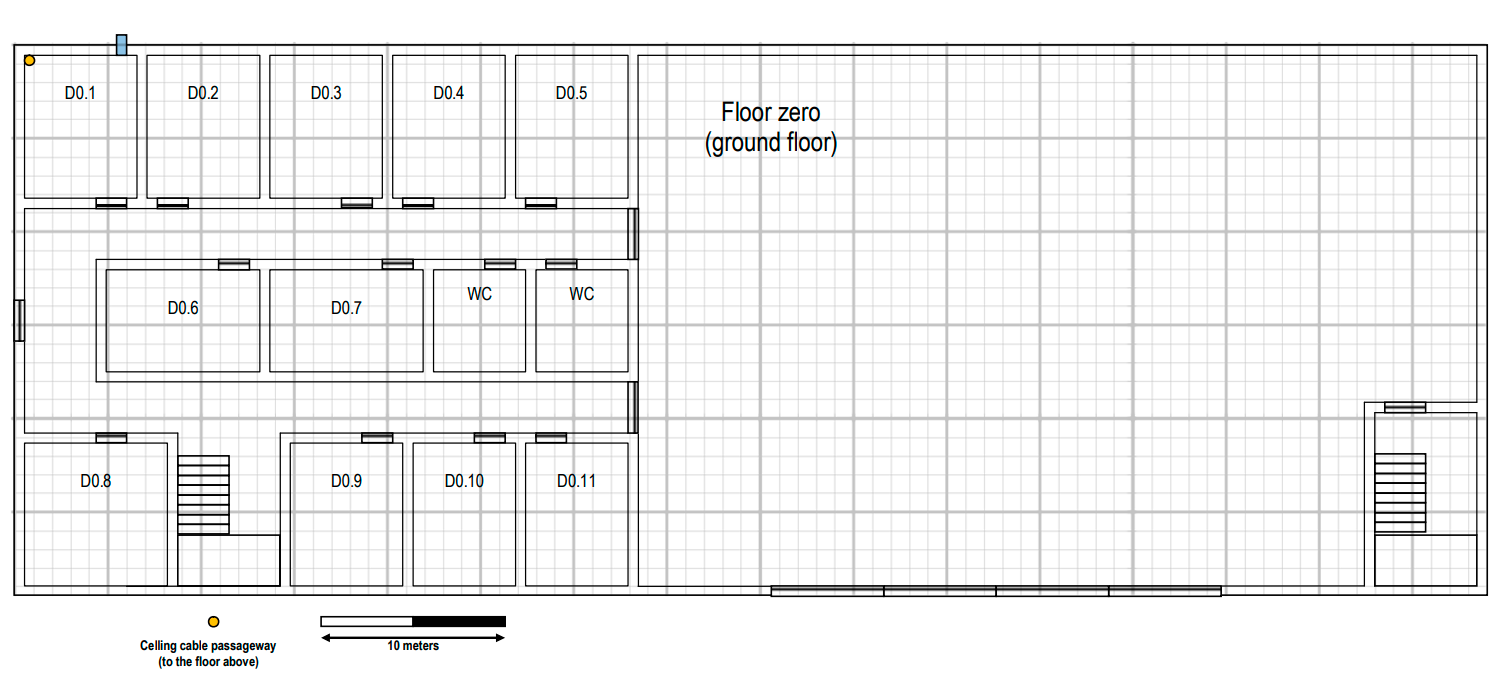 D0.1
D0.2
D0.3
D0.4
D0.5
Floor zero
(ground floor)
D0.6
D0.7
WC
WC
D0.8
D0.9
D0.10
D0.11
Celling cable passageway
(to the floor above)
10 meters